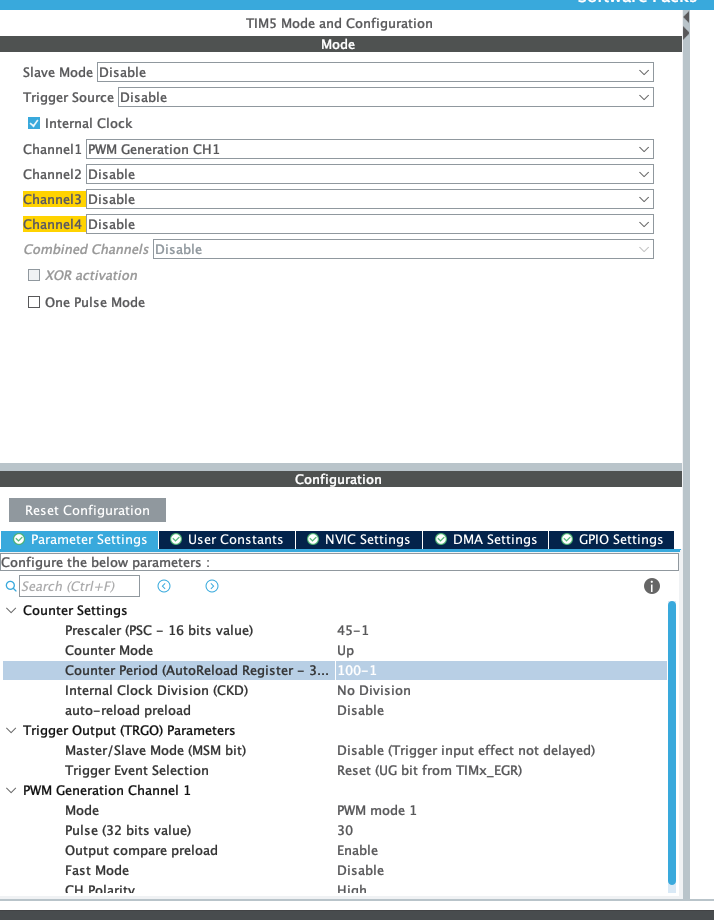 Software Packs
TIM5 Mode and Configuration
Mode
Slave Mode Disable
Trigger Source Disable
Internal Clock
Channel1 PWM Generation CH1
Channel2 Disable
Channel3 Disable
Channel4 Disable
Combined Channels Disable
XOR activation
One Pulse Mode
Configuration
Reset Configuration
Parameter Settings User Constants NVIC Settings DMA Settings GPIO Settings
Configure the below parameters :
Search (Ctrl+F)
Counter Settings
Prescaler (PSC - 16 bits value) 45-1
Counter Mode Up
Counter Period (AutoReload Register - 3... 100-1
Internal Clock Division (CKD) No Division
auto-reload preload Disable
Trigger Output (TRGO) Parameters
Master/Slave Mode (MSM bit) Disable (Trigger input effect not delayed)
Trigger Event Selection Reset (UG bit from TIMx_EGR)
PWM Generation Channel 1
Mode PWM mode 1
Pulse (32 bits value) 30
Output compare preload Enable
Fast Mode Disable
CH Polarity High